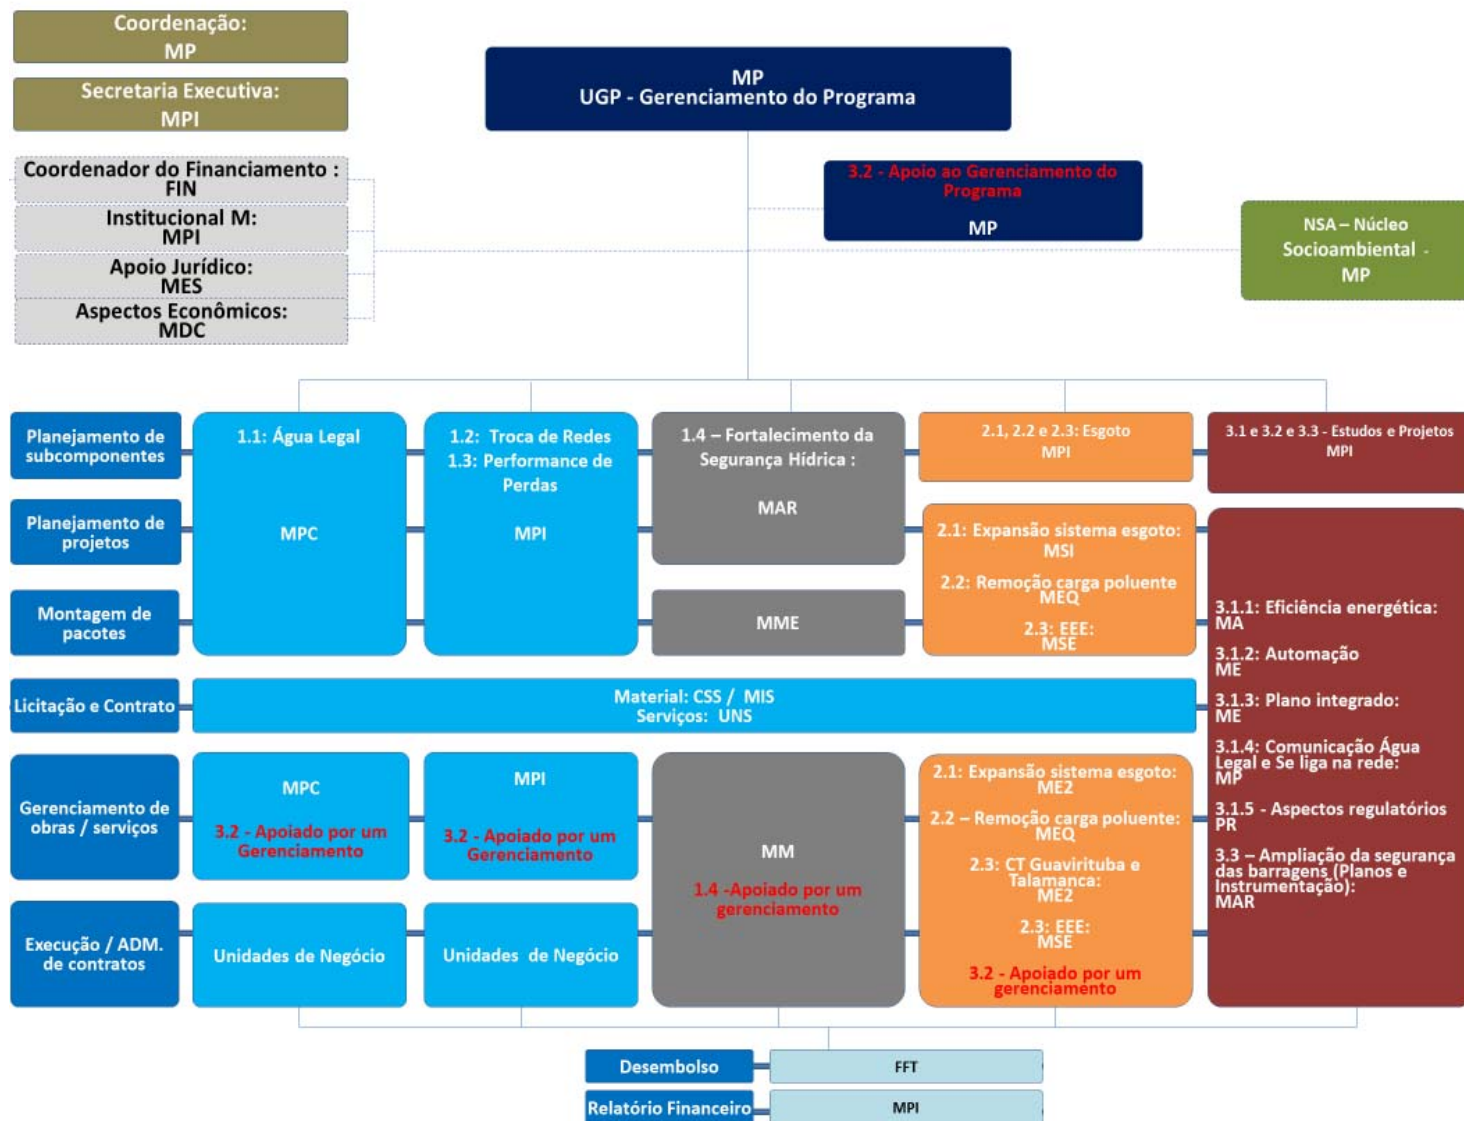 Coordenação:
MP
Secretaria Executiva:
MPI
MP
UGP - Gerenciamento do Programa
Coordenador do Financiamento :
FIN
Institucional M:
MPI
Apoio Jurídico:
MES
Aspectos Econômicos:
MDC
3.2 - Apoio ao Gerenciamento do
Programa
MP
NSA – Núcleo
Socioambiental -
MP
Planejamento de
subcomponentes
1.1: Água Legal
MPC
1.2: Troca de Redes
1.3: Performance de
Perdas
MPI
1.4 – Fortalecimento da
Segurança Hídrica :
MAR
2.1, 2.2 e 2.3: Esgoto
MPI
3.1 e 3.2 e 3.3 - Estudos e Projetos
MPI
Planejamento de
projetos
2.1: Expansão sistema esgoto:
MSI
2.2: Remoção carga poluente
MEQ
2.3: EEE:
MSE
Montagem de
pacotes
MME
3.1.1: Eficiência energética:
MA
3.1.2: Automação
ME
3.1.3: Plano integrado:
ME
3.1.4: Comunicação Água
Legal e Se liga na rede:
MP
3.1.5 - Aspectos regulatórios
PR
3.3 – Ampliação da segurança
das barragens (Planos e
Instrumentação):
MAR
Licitação e Contrato
Material: CSS / MIS
Serviços: UNS
Gerenciamento de
obras / serviços
MPC
3.2 - Apoiado por um
Gerenciamento
MPI
3.2 - Apoiado por um
Gerenciamento
MM
1.4 -Apoiado por um
gerenciamento
2.1: Expansão sistema esgoto:
ME2
2.2 – Remoção carga poluente:
MEQ
2.3: CT Guavirituba e
Talamanca:
ME2
2.3: EEE:
MSE
3.2 - Apoiado por um
gerenciamento
Execução / ADM.
de contratos
Unidades de Negócio
Unidades de Negócio
Desembolso
FFT
Relatório Financeiro
MPI